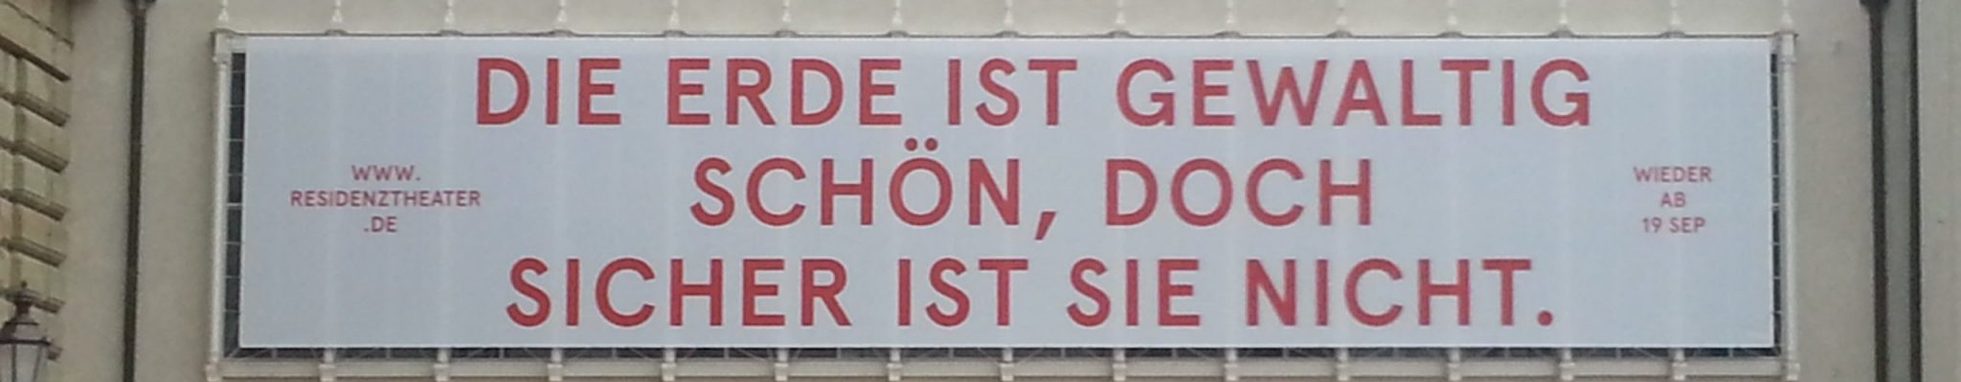 DIE ERDE IST GEWALTIG
SCHÖN, DOCH
SICHER IST SIE NICHT.
WWW.
RESIDENZTHEATER
.DE
WIEDER
AB
19 SEP